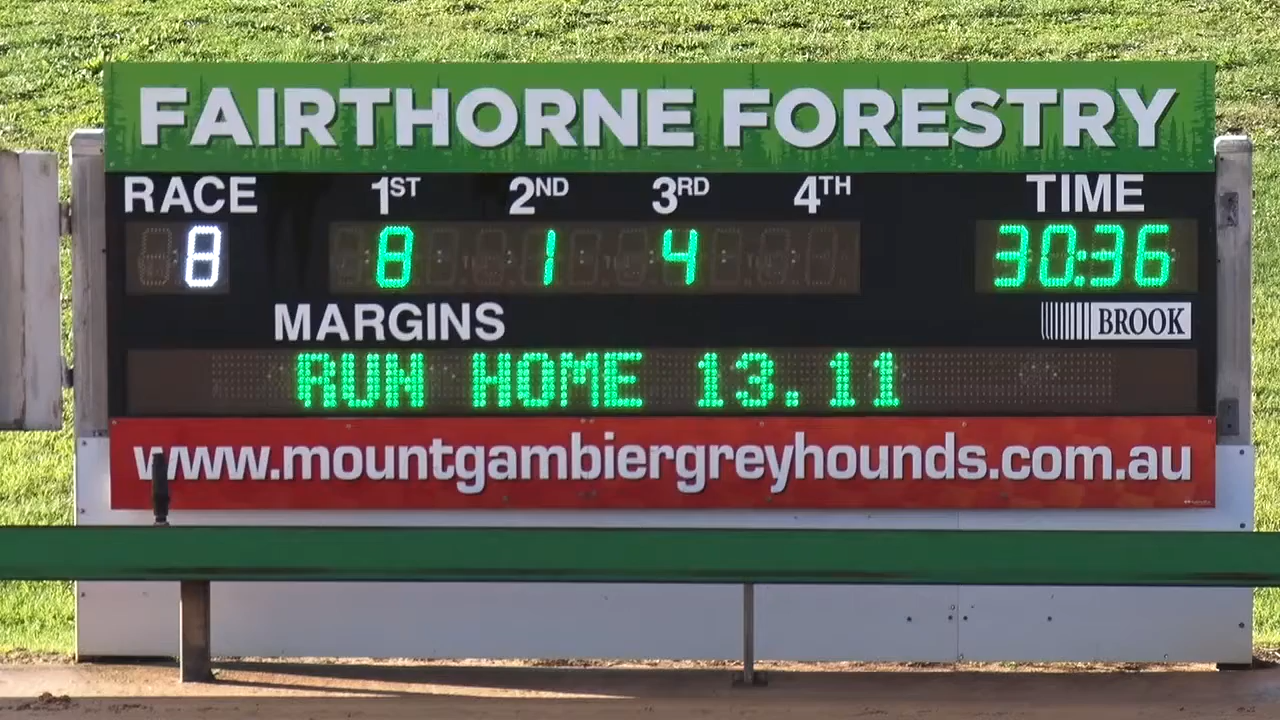 FAIRTHORNE FORESTRY
RACE 1ST 2ND 3RD 4TH TIME
8 8 1 4 30:36
MARGINS BROOK
RUN HOME 13.11
www.mountgambiergreyhounds.com.au